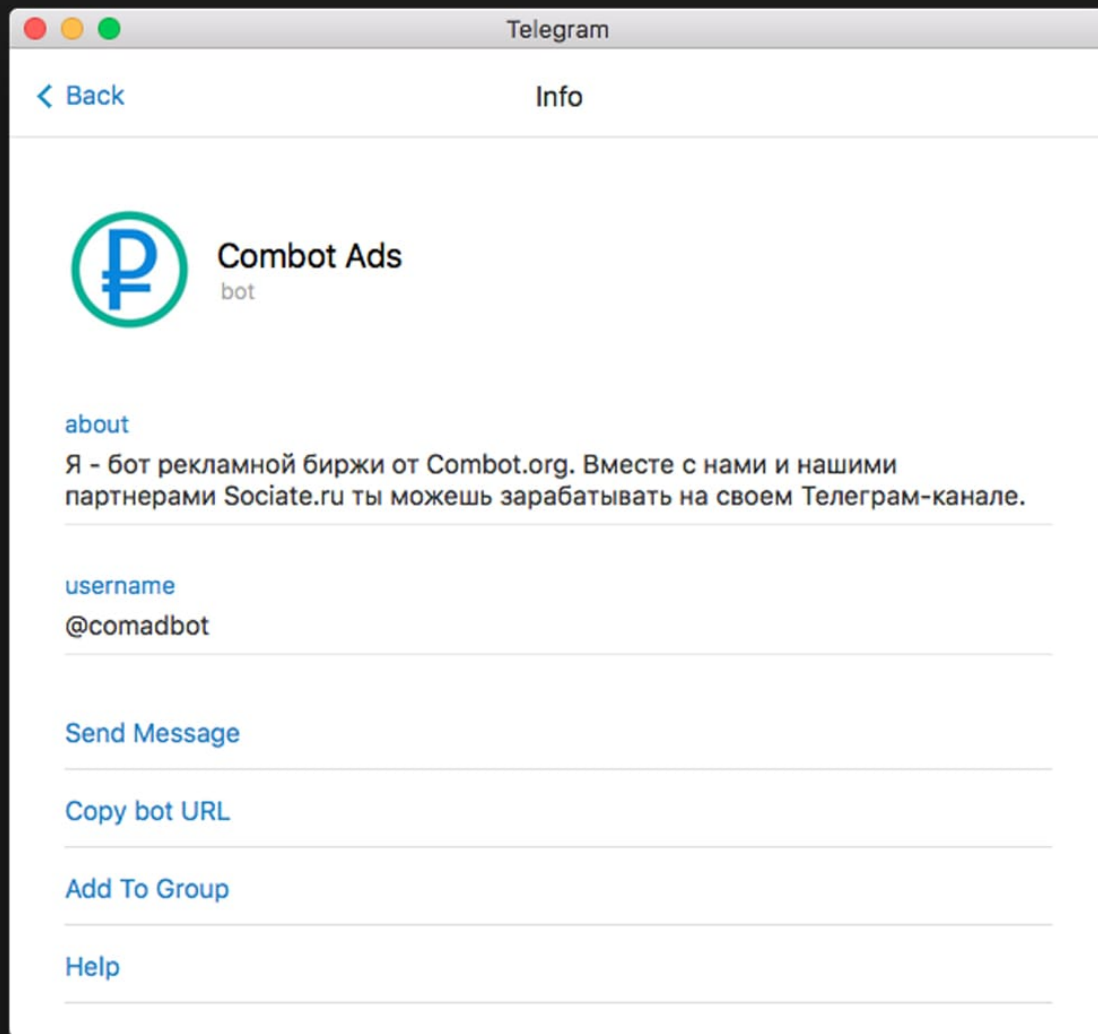 Telegram
Back
Info
Combot Ads
bot
about
Я - бот рекламной биржи от Combot.org. Вместе с нами и нашими
партнерами Sociate.ru ты можешь зарабатывать на своем Телеграм-канале.
username
@comadbot
Send Message
Copy bot URL
Add To Group
Help